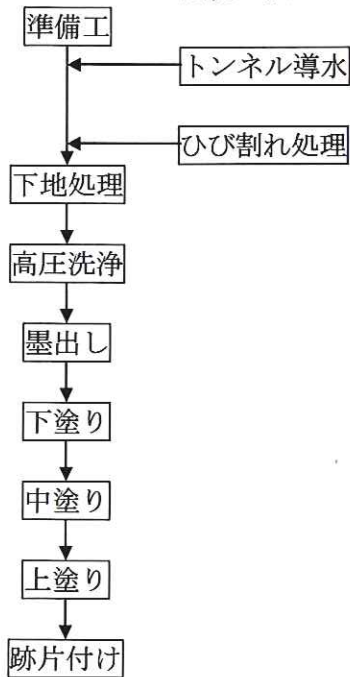 準備工
トンネル導水
ひび割れ処理
下地処理
高圧洗浄
墨出し
下塗り
中塗り
上塗り
跡片付け